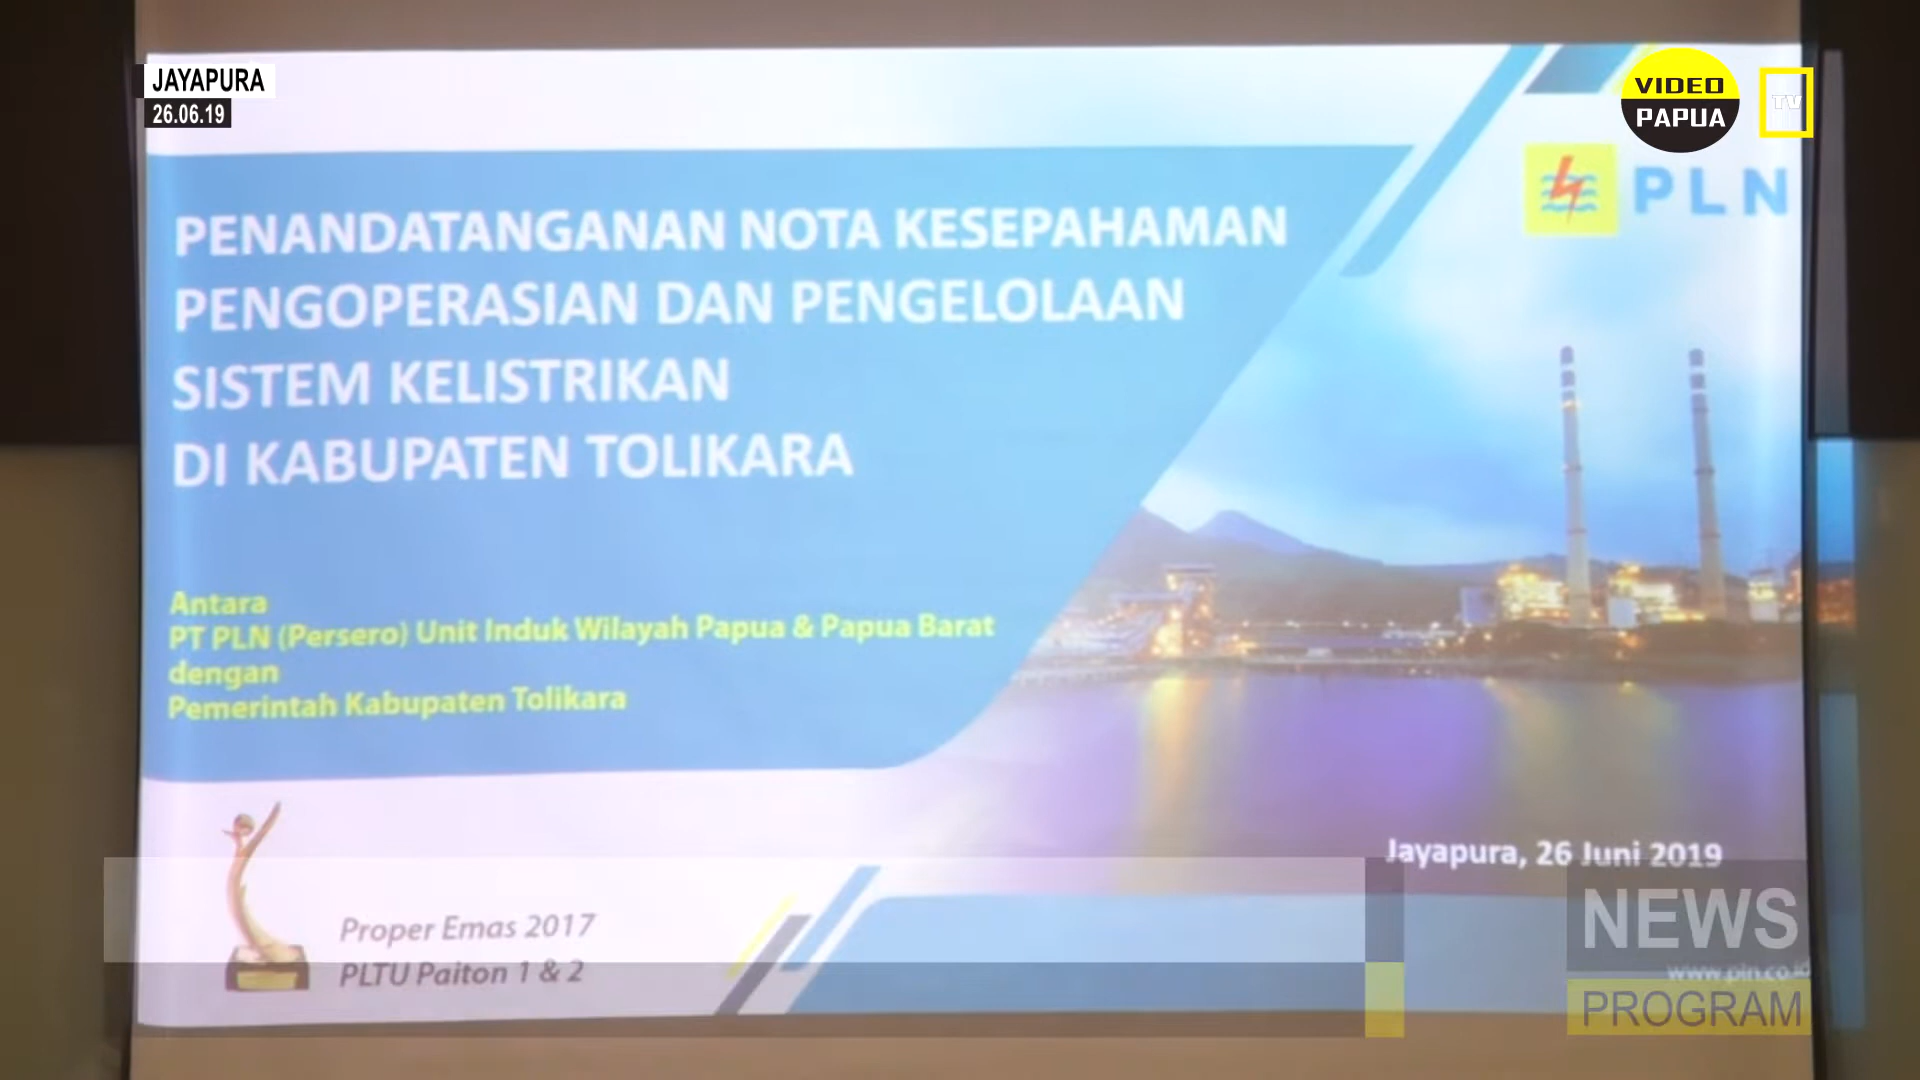 JAYAPURA
26.06.19
VIDEO
PAPUA
TV
PLN
PENANDATANGANAN NOTA KESEPAHAMAN
PENGOPERASIAN DAN PENGELOLAAN
SISTEM KELISTRIKAN
DI KABUPATEN TOLIKARA
Antara
PT PLN (Persero) Unit Induk Wilayah Papua & Papua Barat
dengan
Pemerintah Kabupaten Tolikara
Jayapura, 26 Juni 2019
Proper Emas 2017
PLTU Paiton 1 & 2
NEWS
www.pln.co.id
PROGRAM